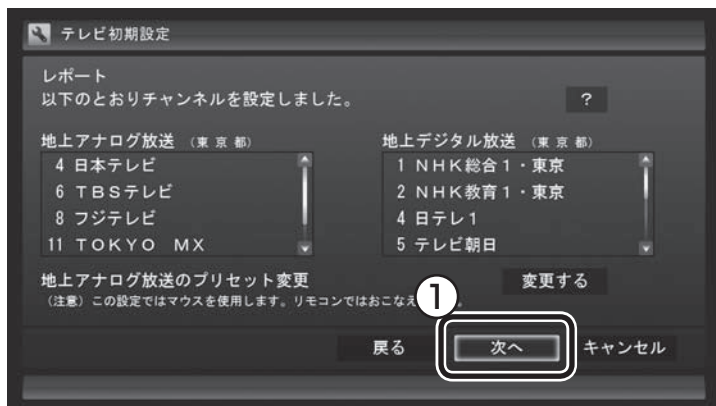 テレビ初期設定
レポート
以下のとおりチャンネルを設定しました。
?
地上アナログ放送 (東京都)
4 日本テレビ
6 TBSテレビ
8 フジテレビ
11 TOKYO MX
地上デジタル放送 (東京都)
1 NHK総合1・東京
2 NHK教育1・東京
4 日テレ1
5 テレビ朝日
地上アナログ放送のプリセット変更
変更する
(注意) この設定ではマウスを使用します。リモコンではおこなえ
1
戻る 次へ キャンセル